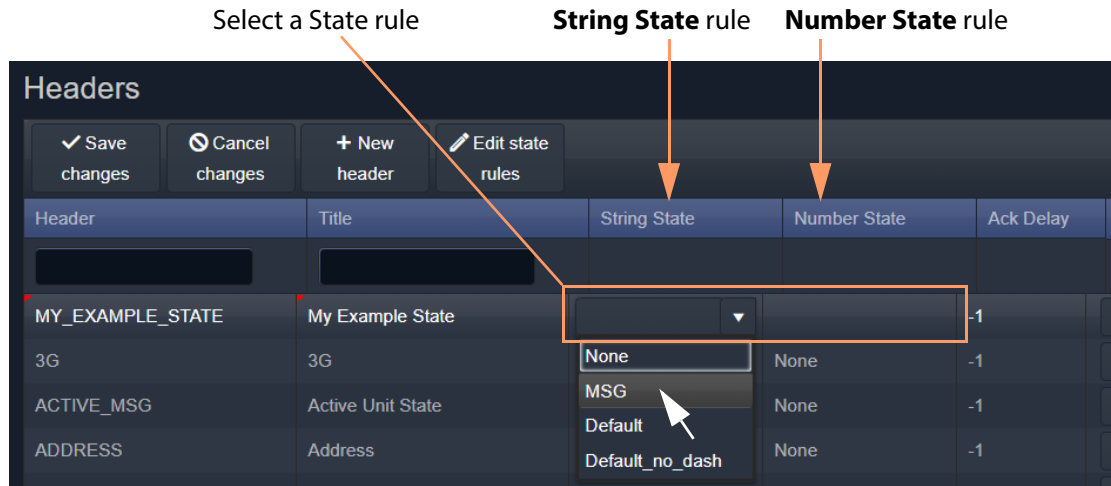 Select a State rule
String State rule
Number State rule
Headers
Save changes
Cancel changes
+ New header
Edit state rules
Header Title String State Number State Ack Delay
MY_EXAMPLE_STATE My Example State -1
3G 3G None None -1
ACTIVE_MSG Active Unit State MSG None -1
ADDRESS Address Default None -1
Default_no_dash